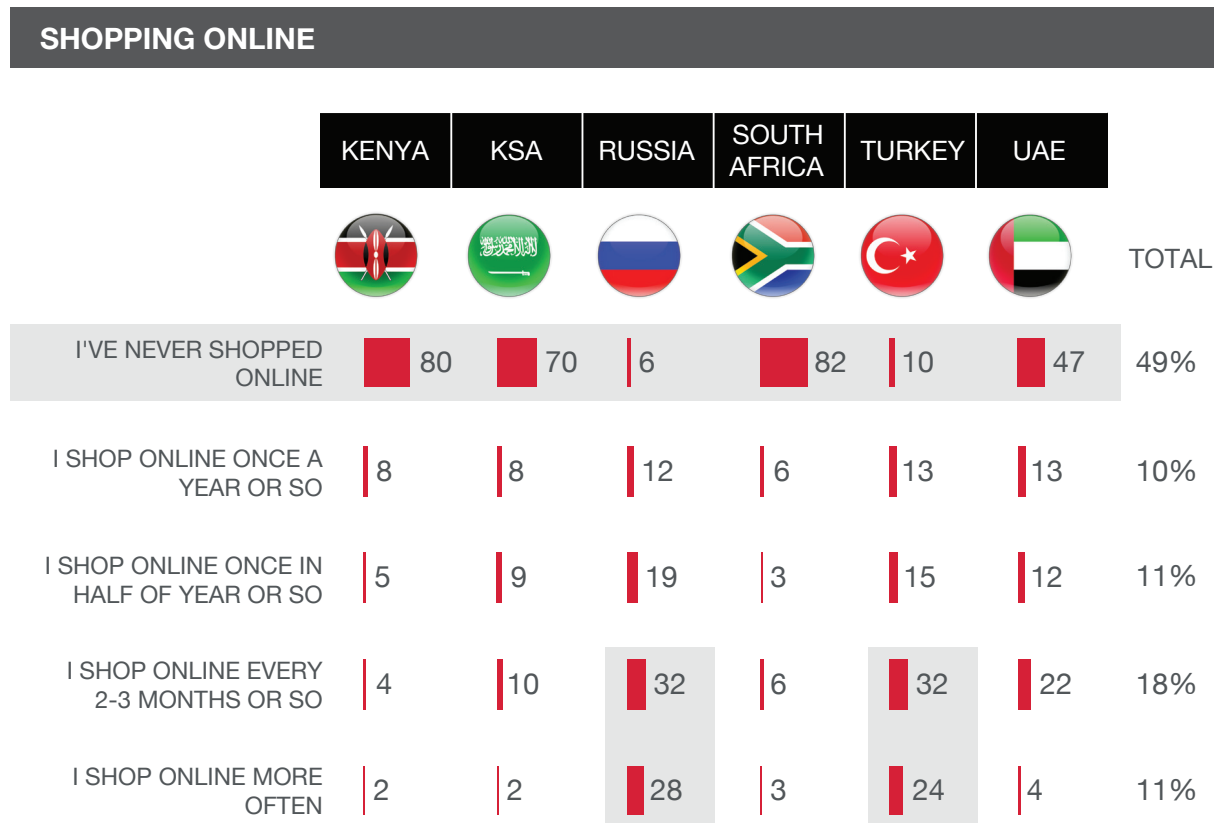 SHOPPING ONLINE
KENYA KSA RUSSIA SOUTH AFRICA TURKEY UAE
TOTAL
I'VE NEVER SHOPPED
ONLINE
80 70 6 82 10 47 49%
I SHOP ONLINE ONCE A
YEAR OR SO
8 8 12 6 13 13 10%
I SHOP ONLINE ONCE IN
HALF OF YEAR OR SO
5 9 19 3 15 12 11%
I SHOP ONLINE EVERY
2-3 MONTHS OR SO
4 10 32 6 32 22 18%
I SHOP ONLINE MORE
OFTEN
2 2 28 3 24 4 11%